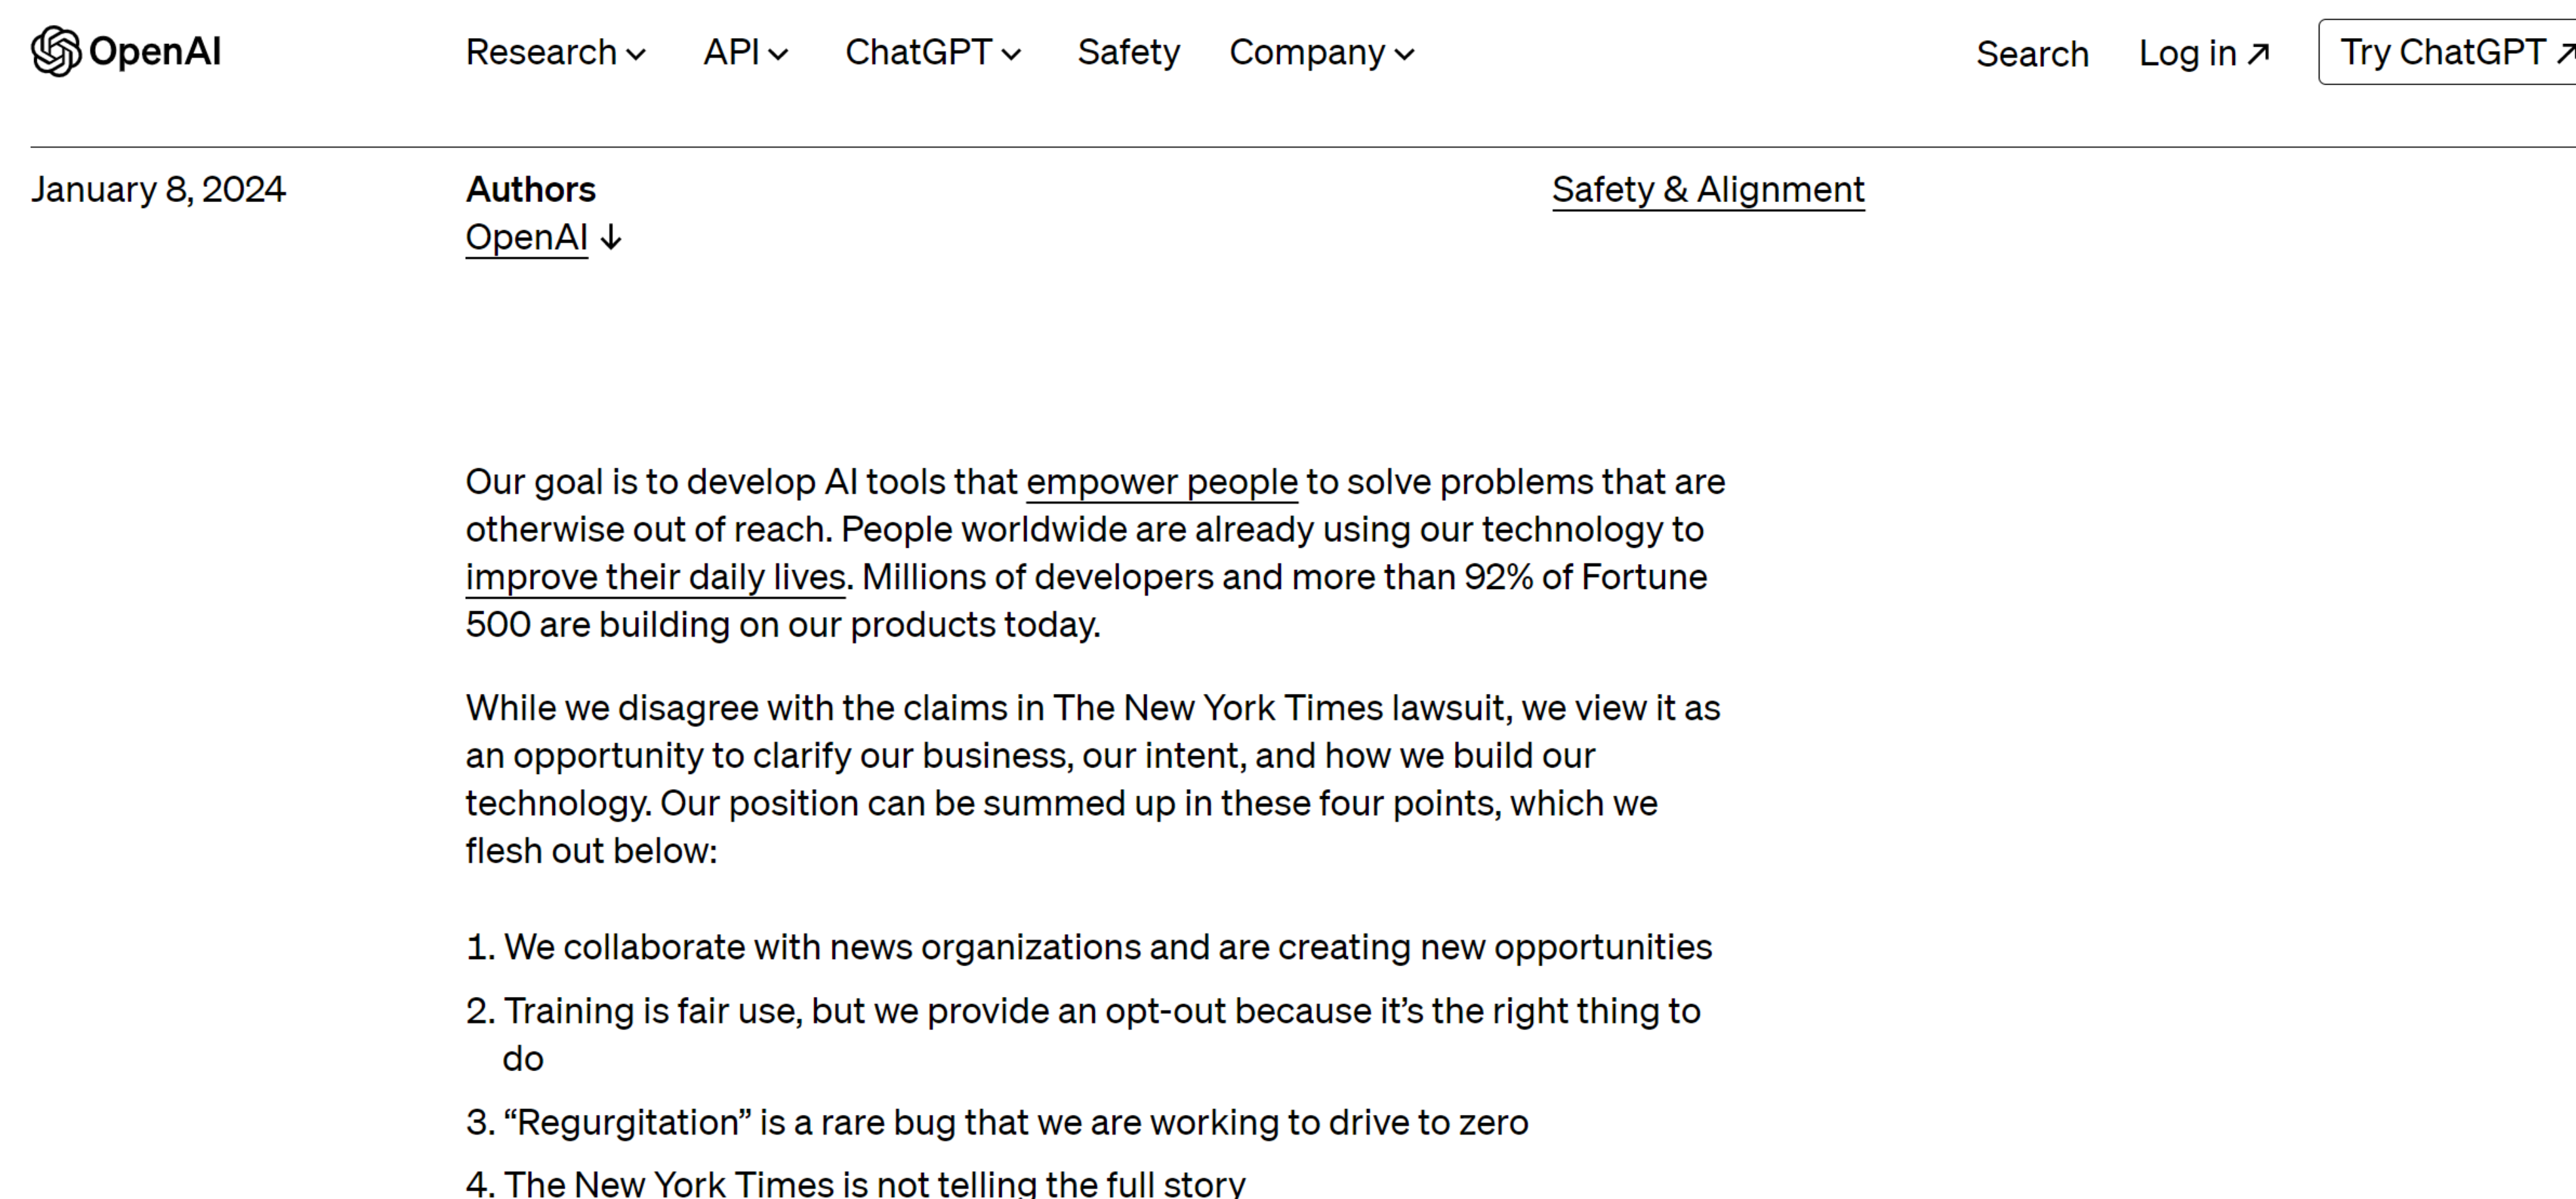 OpenAI
Research
API
ChatGPT
Safety
Company
Search
Log in ↗
Try ChatGPT ↗
January 8, 2024
Authors
OpenAI ↓
Safety & Alignment
Our goal is to develop AI tools that empower people to solve problems that are
otherwise out of reach. People worldwide are already using our technology to
improve their daily lives. Millions of developers and more than 92% of Fortune
500 are building on our products today.
While we disagree with the claims in The New York Times lawsuit, we view it as
an opportunity to clarify our business, our intent, and how we build our
technology. Our position can be summed up in these four points, which we
flesh out below:
1. We collaborate with news organizations and are creating new opportunities
2. Training is fair use, but we provide an opt-out because it’s the right thing to
do
3. “Regurgitation” is a rare bug that we are working to drive to zero
4. The New York Times is not telling the full story